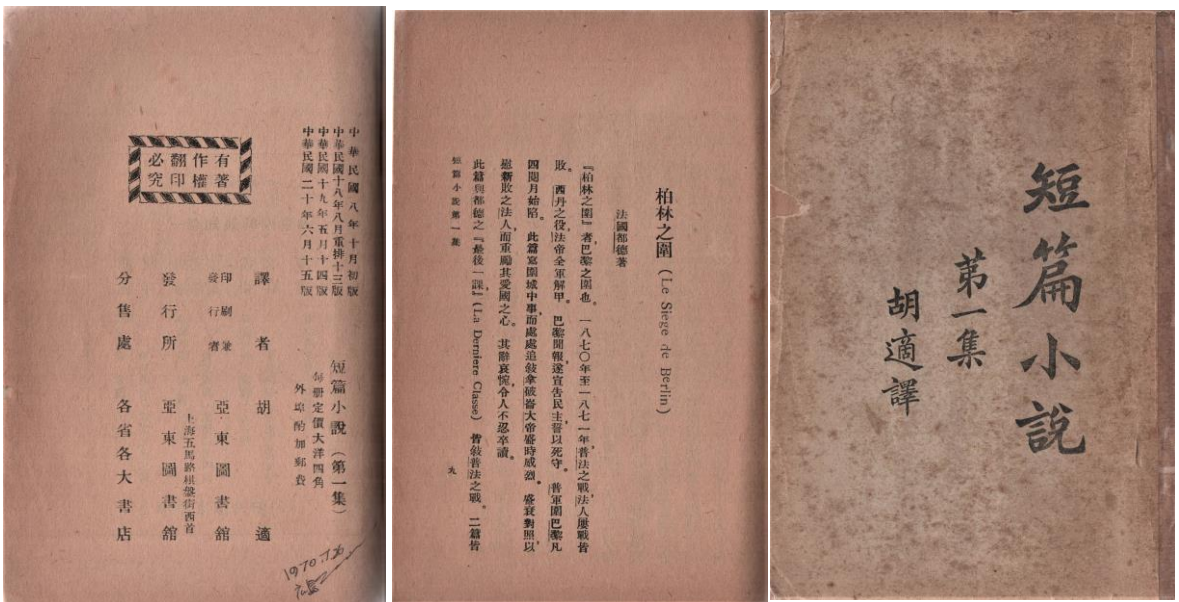 短篇小說
第一集
胡適譯
柏林之圍 (Le Siege de Berlin)
法國都德著
『柏林之圍』者,巴黎之圍也。一八七〇年至一八七一年,普法之戰,法人屢戰皆
敗。西丹之役,法帝全軍解甲。巴黎聞報,遂宣告民主,誓以死守。普軍圍巴黎凡
四閱月始陷。此篇寫圍城中事,而處處追敍拿破崙大帝盛時威烈。盛衰對照,以
慰新敗之法人,而重勵其愛國之心。其辭哀惋,令人不忍卒讀。
此篇與都德之『最後一課』(La Derniere Classe) 皆敍普法之戰。二篇皆
短篇小說第一集 九
中華民國八年十月初版
中華民國十八年八月重排十三版
中華民國十九年五月十四版
中華民國二十年六月十五版
短篇小說(第一集)
每册定價大洋四角
外埠酌加郵費
有著
作權
翻印
必究
譯者 胡適
印刷兼發行者 亞東圖書館
上海五馬路棋盤街西首
發行所 亞東圖書館
分售處 各省各大書店
1970.1.26